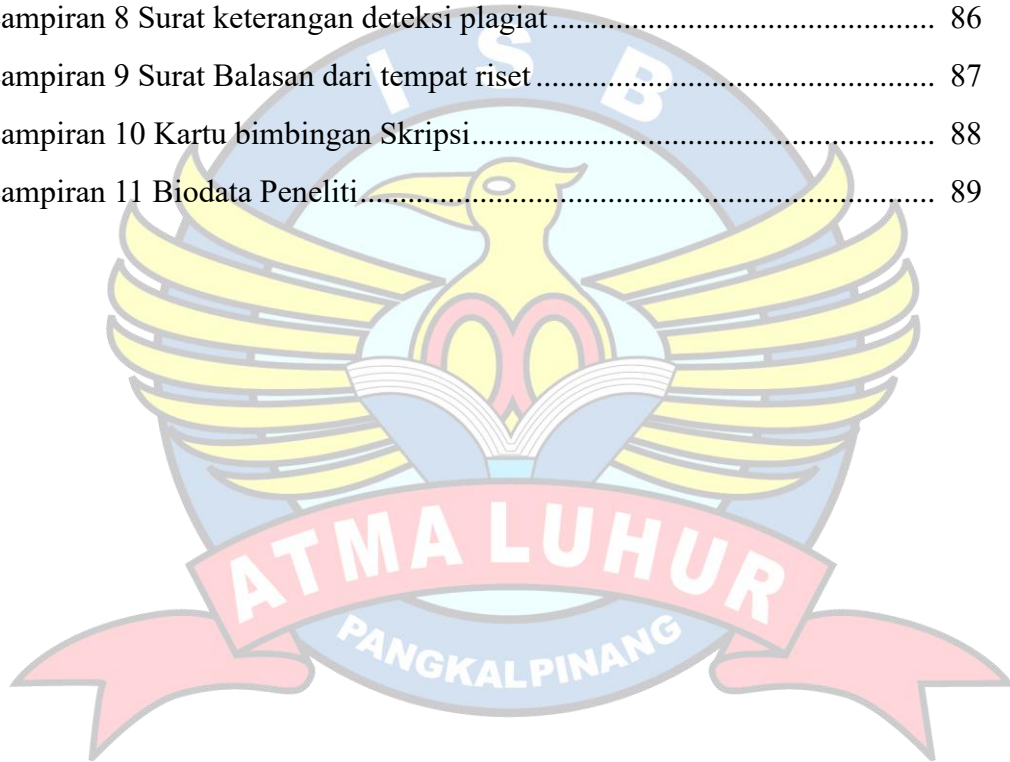 ampiran 8 Surat keterangan deteksi plagiat ................................................ 86
ampiran 9 Surat Balasan dari tempat riset .................................................. 87
ampiran 10 Kartu bimbingan Skripsi.......................................................... 88
ampiran 11 Biodata Peneliti ........................................................................ 89
I S B
ATMA LUHUR
PANGKALPINANG